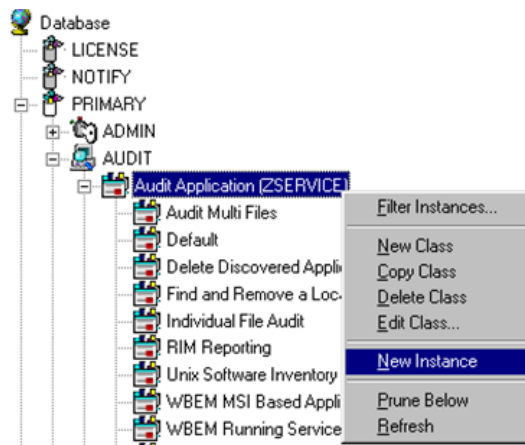 Database
LICENSE
NOTIFY
PRIMARY
ADMIN
AUDIT
Audit Application (ZSERVICE)
Audit Multi Files
Default
Delete Discovered Appli
Find and Remove a Loc
Individual File Audit
RIM Reporting
Unix Software Inventory
WBEM MSI Based Appli
WBEM Running Service
Filter Instances...
New Class
Copy Class
Delete Class
Edit Class...
New Instance
Prune Below
Refresh